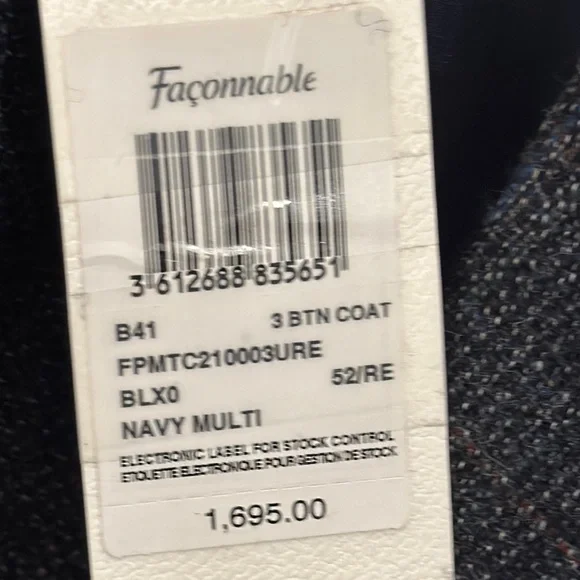 Façonnable
3 612688 835651
B41 3 BTN COAT
FPMTC210003URE
BLX0 52/RE
NAVY MULTI
ELECTRONIC LABEL FOR STOCK CONTROL
ETIQUETTE ELECTRONIQUE POUR GESTION DE STOCK
1,695.00